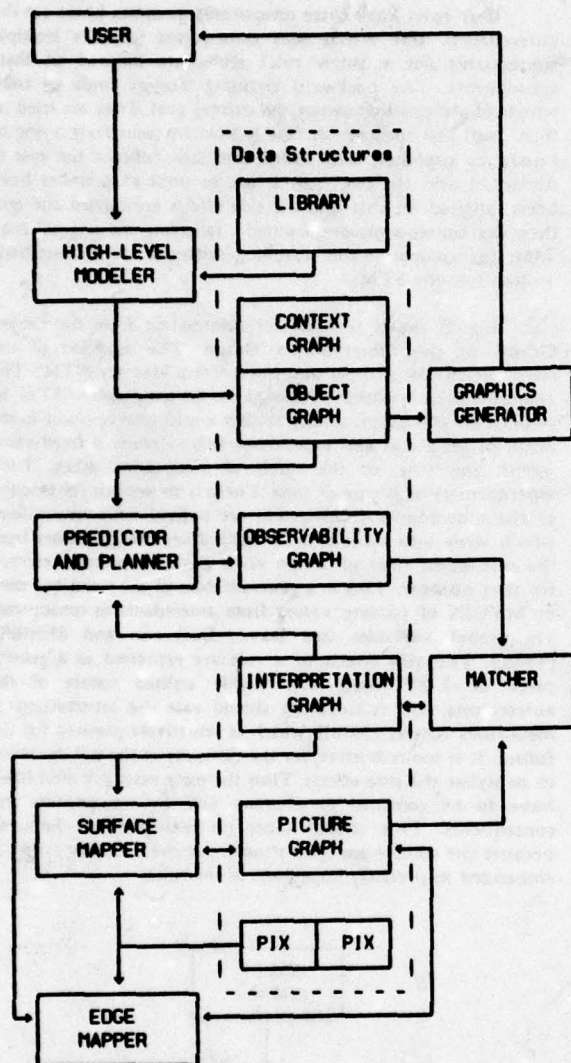 USER
Data Structures
LIBRARY
HIGH-LEVEL
MODELER
CONTEXT
GRAPH
OBJECT
GRAPH
GRAPHICS
GENERATOR
PREDICTOR
AND PLANNER
OBSERVABILITY
GRAPH
INTERPRETATION
GRAPH
MATCHER
SURFACE
MAPPER
PICTURE
GRAPH
PIX
PIX
EDGE
MAPPER